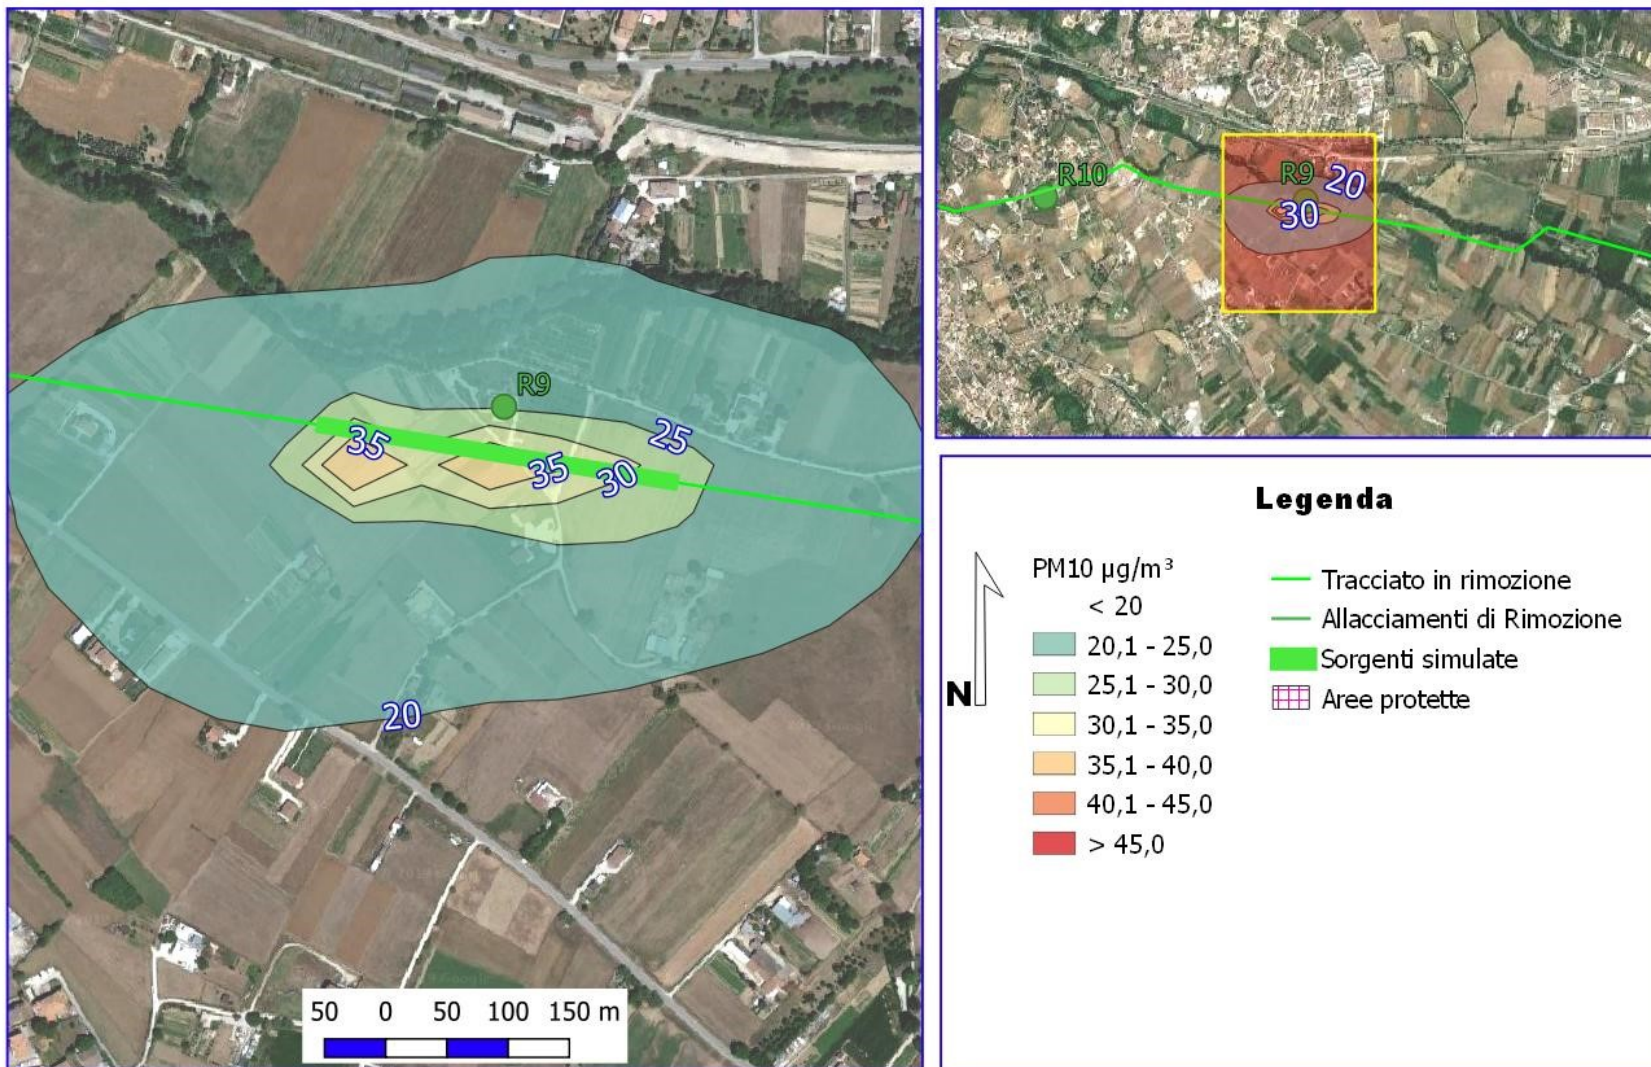 R9
35
25
35
30
20
50 0 50 100 150 m
R10
R9
20
30
Legenda
N
PM10 µg/m³
< 20
20,1 - 25,0
25,1 - 30,0
30,1 - 35,0
35,1 - 40,0
40,1 - 45,0
> 45,0
Tracciato in rimozione
Allacciamenti di Rimozione
Sorgenti simulate
Aree protette